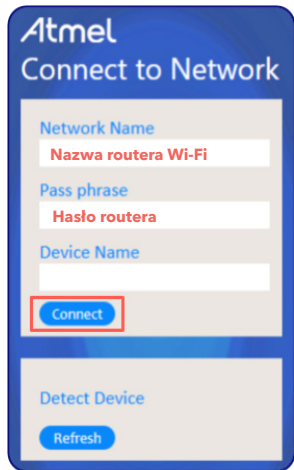 Atmel
Connect to Network
Network Name
Nazwa routera Wi-Fi
Pass phrase
Hasło routera
Device Name
Connect
Detect Device
Refresh